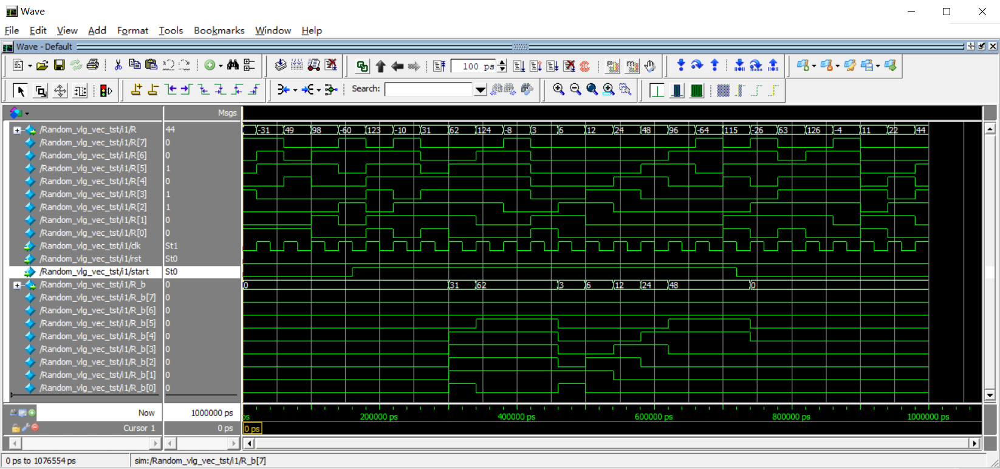 Wave
File Edit View Add Format Tools Bookmarks Window Help
Wave - Default
100 ps
Search:
Msgs
/Random_vlg_vec_tst/i1/R 44 -31 49 98 -60 123 -10 31 62 124 -8 3 6 12 24 48 96 -64 115 -26 63 126 -4 11 22 44
/Random_vlg_vec_tst/i1/R[7] 0
/Random_vlg_vec_tst/i1/R[6] 0
/Random_vlg_vec_tst/i1/R[5] 1
/Random_vlg_vec_tst/i1/R[4] 0
/Random_vlg_vec_tst/i1/R[3] 1
/Random_vlg_vec_tst/i1/R[2] 1
/Random_vlg_vec_tst/i1/R[1] 0
/Random_vlg_vec_tst/i1/R[0] 0
/Random_vlg_vec_tst/i1/clk St1
/Random_vlg_vec_tst/i1/rst St0
/Random_vlg_vec_tst/i1/start St0
/Random_vlg_vec_tst/i1/R_b 0 0 31 62 3 6 12 24 48 0
/Random_vlg_vec_tst/i1/R_b[7] 0
/Random_vlg_vec_tst/i1/R_b[6] 0
/Random_vlg_vec_tst/i1/R_b[5] 0
/Random_vlg_vec_tst/i1/R_b[4] 0
/Random_vlg_vec_tst/i1/R_b[3] 0
/Random_vlg_vec_tst/i1/R_b[2] 0
/Random_vlg_vec_tst/i1/R_b[1] 0
/Random_vlg_vec_tst/i1/R_b[0] 0
Now 1000000 ps ps 200000 ps 400000 ps 600000 ps 800000 ps 1000000 ps
Cursor 1 0 ps 0 ps
0 ps to 1076554 ps sim:/Random_vlg_vec_tst/i1/R_b[7]